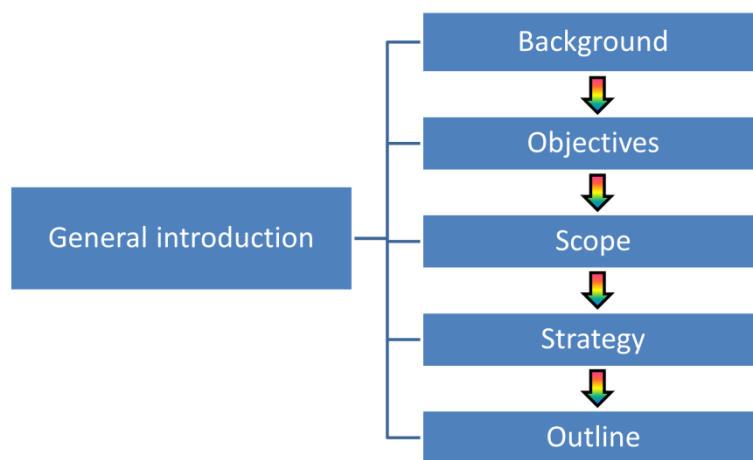 General introduction
Background
Objectives
Scope
Strategy
Outline